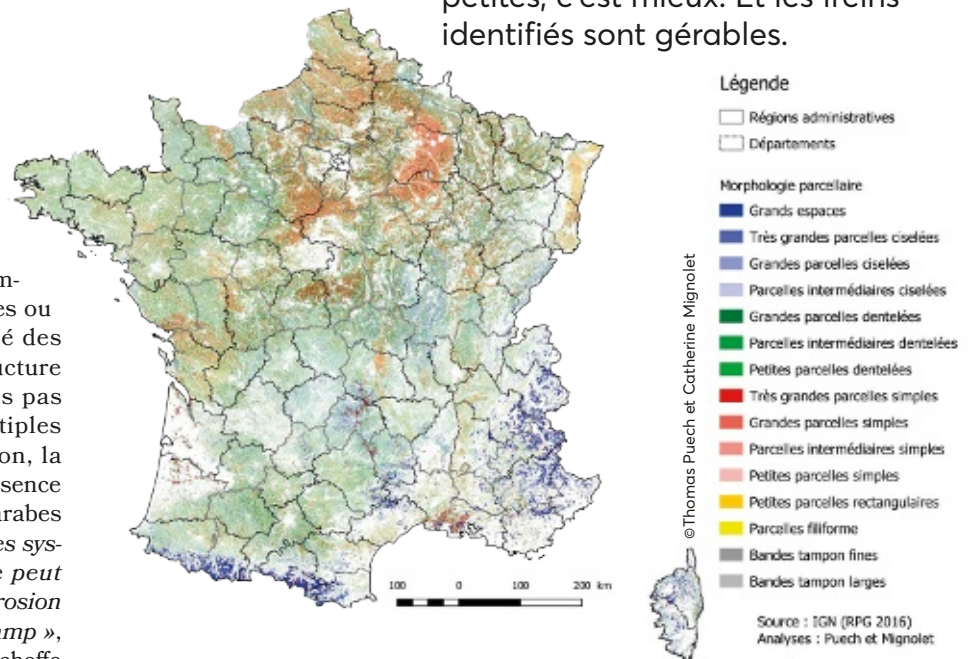 petites, c'est mieux. Et les freins
identifiés sont gérables.
es ou
é des
ucture
s pas
tiples
on, la
sence
arabes
es sys-
e peut
rosion
amp »,
Légende
Régions administratives
Départements
Morphologie parcellaire
Grands espaces
Très grandes parcelles ciselées
Grandes parcelles ciselées
Parcelles intermédiaires ciselées
Grandes parcelles dentelées
Parcelles intermédiaires dentelées
Petites parcelles dentelées
Très grandes parcelles simples
Grandes parcelles simples
Parcelles intermédiaires simples
Petites parcelles simples
Petites parcelles rectangulaires
Parcelles filiforme
Bandes tampon fines
Bandes tampon larges
©Thomas Puech et Catherine Mignolet
100 0 100 200 km
Source : IGN (RPG 2016)
Analyses : Puech et Mignolet